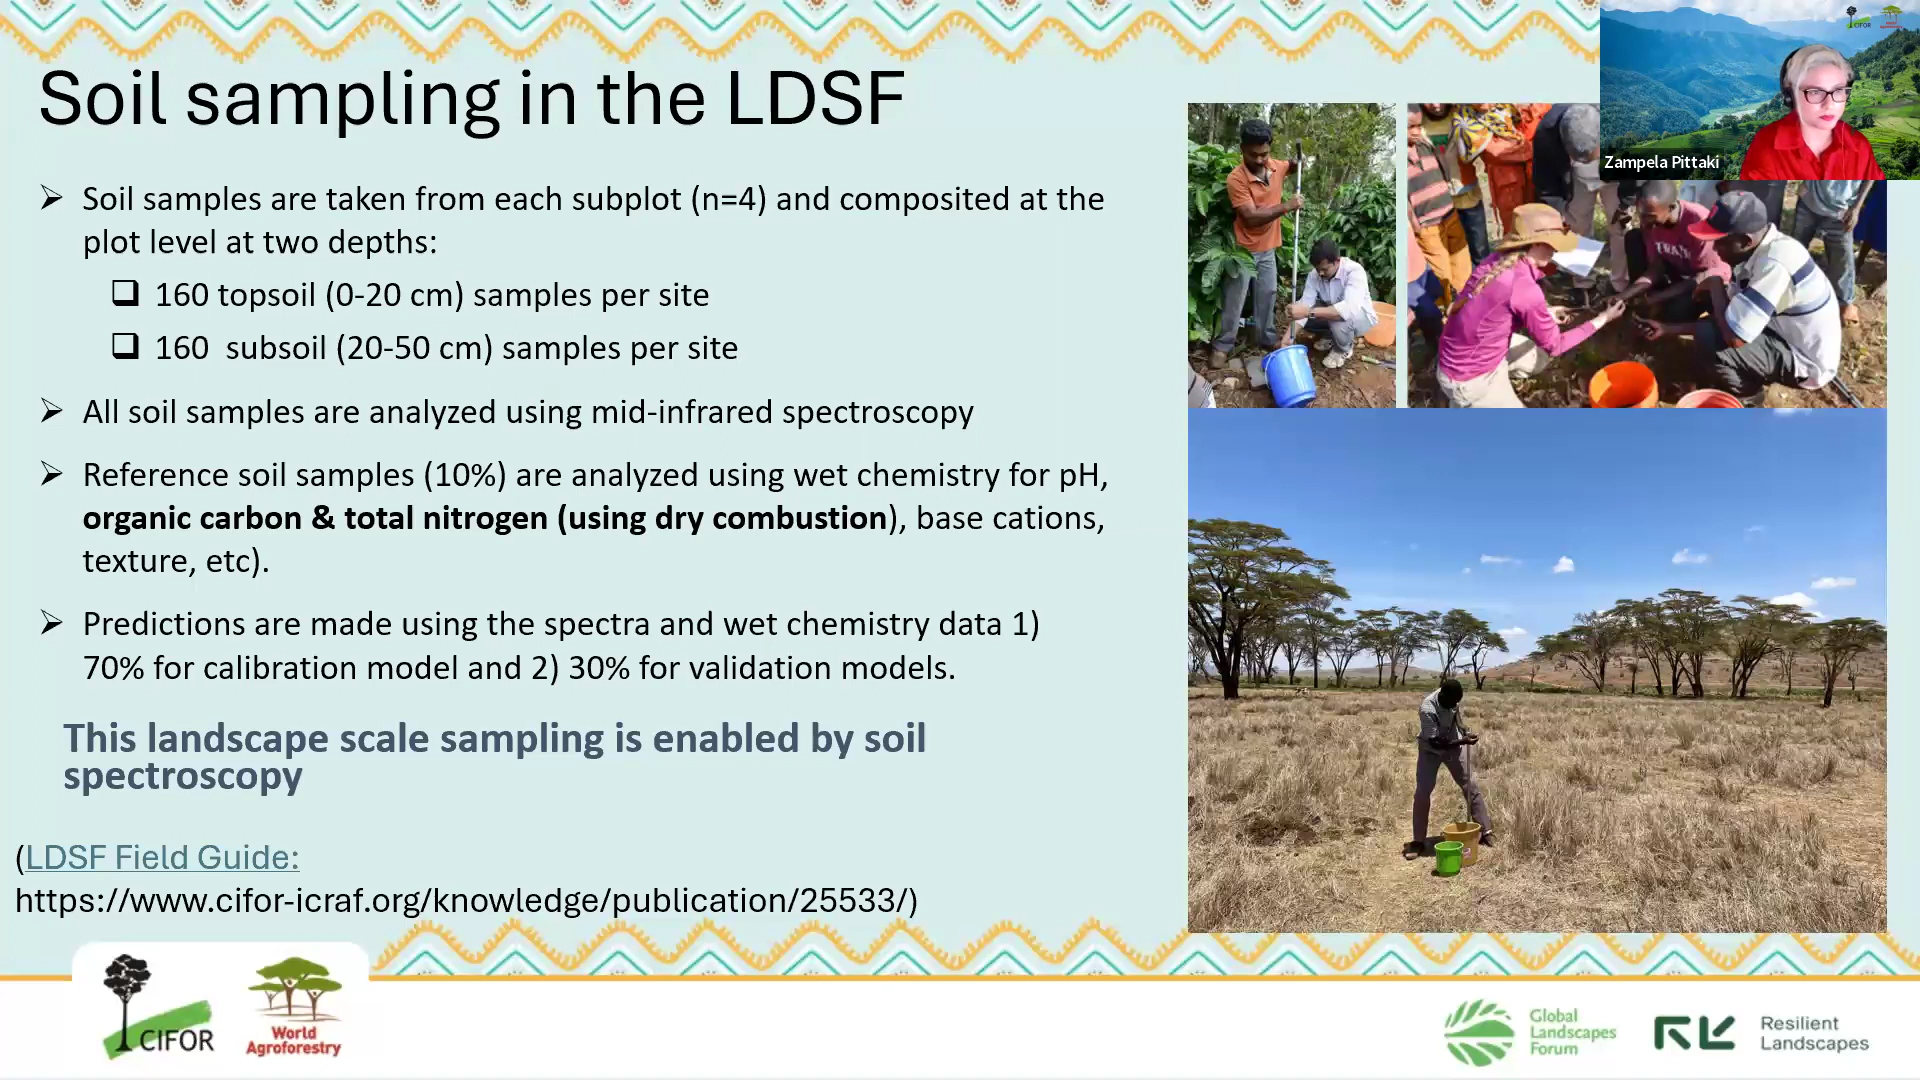 Soil sampling in the LDSF
Zampela Pittaki
Soil samples are taken from each subplot (n=4) and composited at the
plot level at two depths:
160 topsoil (0-20 cm) samples per site
160  subsoil (20-50 cm) samples per site
All soil samples are analyzed using mid-infrared spectroscopy
Reference soil samples (10%) are analyzed using wet chemistry for pH,
organic carbon & total nitrogen (using dry combustion), base cations,
texture, etc).
Predictions are made using the spectra and wet chemistry data 1)
70% for calibration model and 2) 30% for validation models.
This landscape scale sampling is enabled by soil
spectroscopy
(LDSF Field Guide:
https://www.cifor-icraf.org/knowledge/publication/25533/)
CIFOR
World
Agroforestry
Global
Landscapes
Forum
Resilient
Landscapes